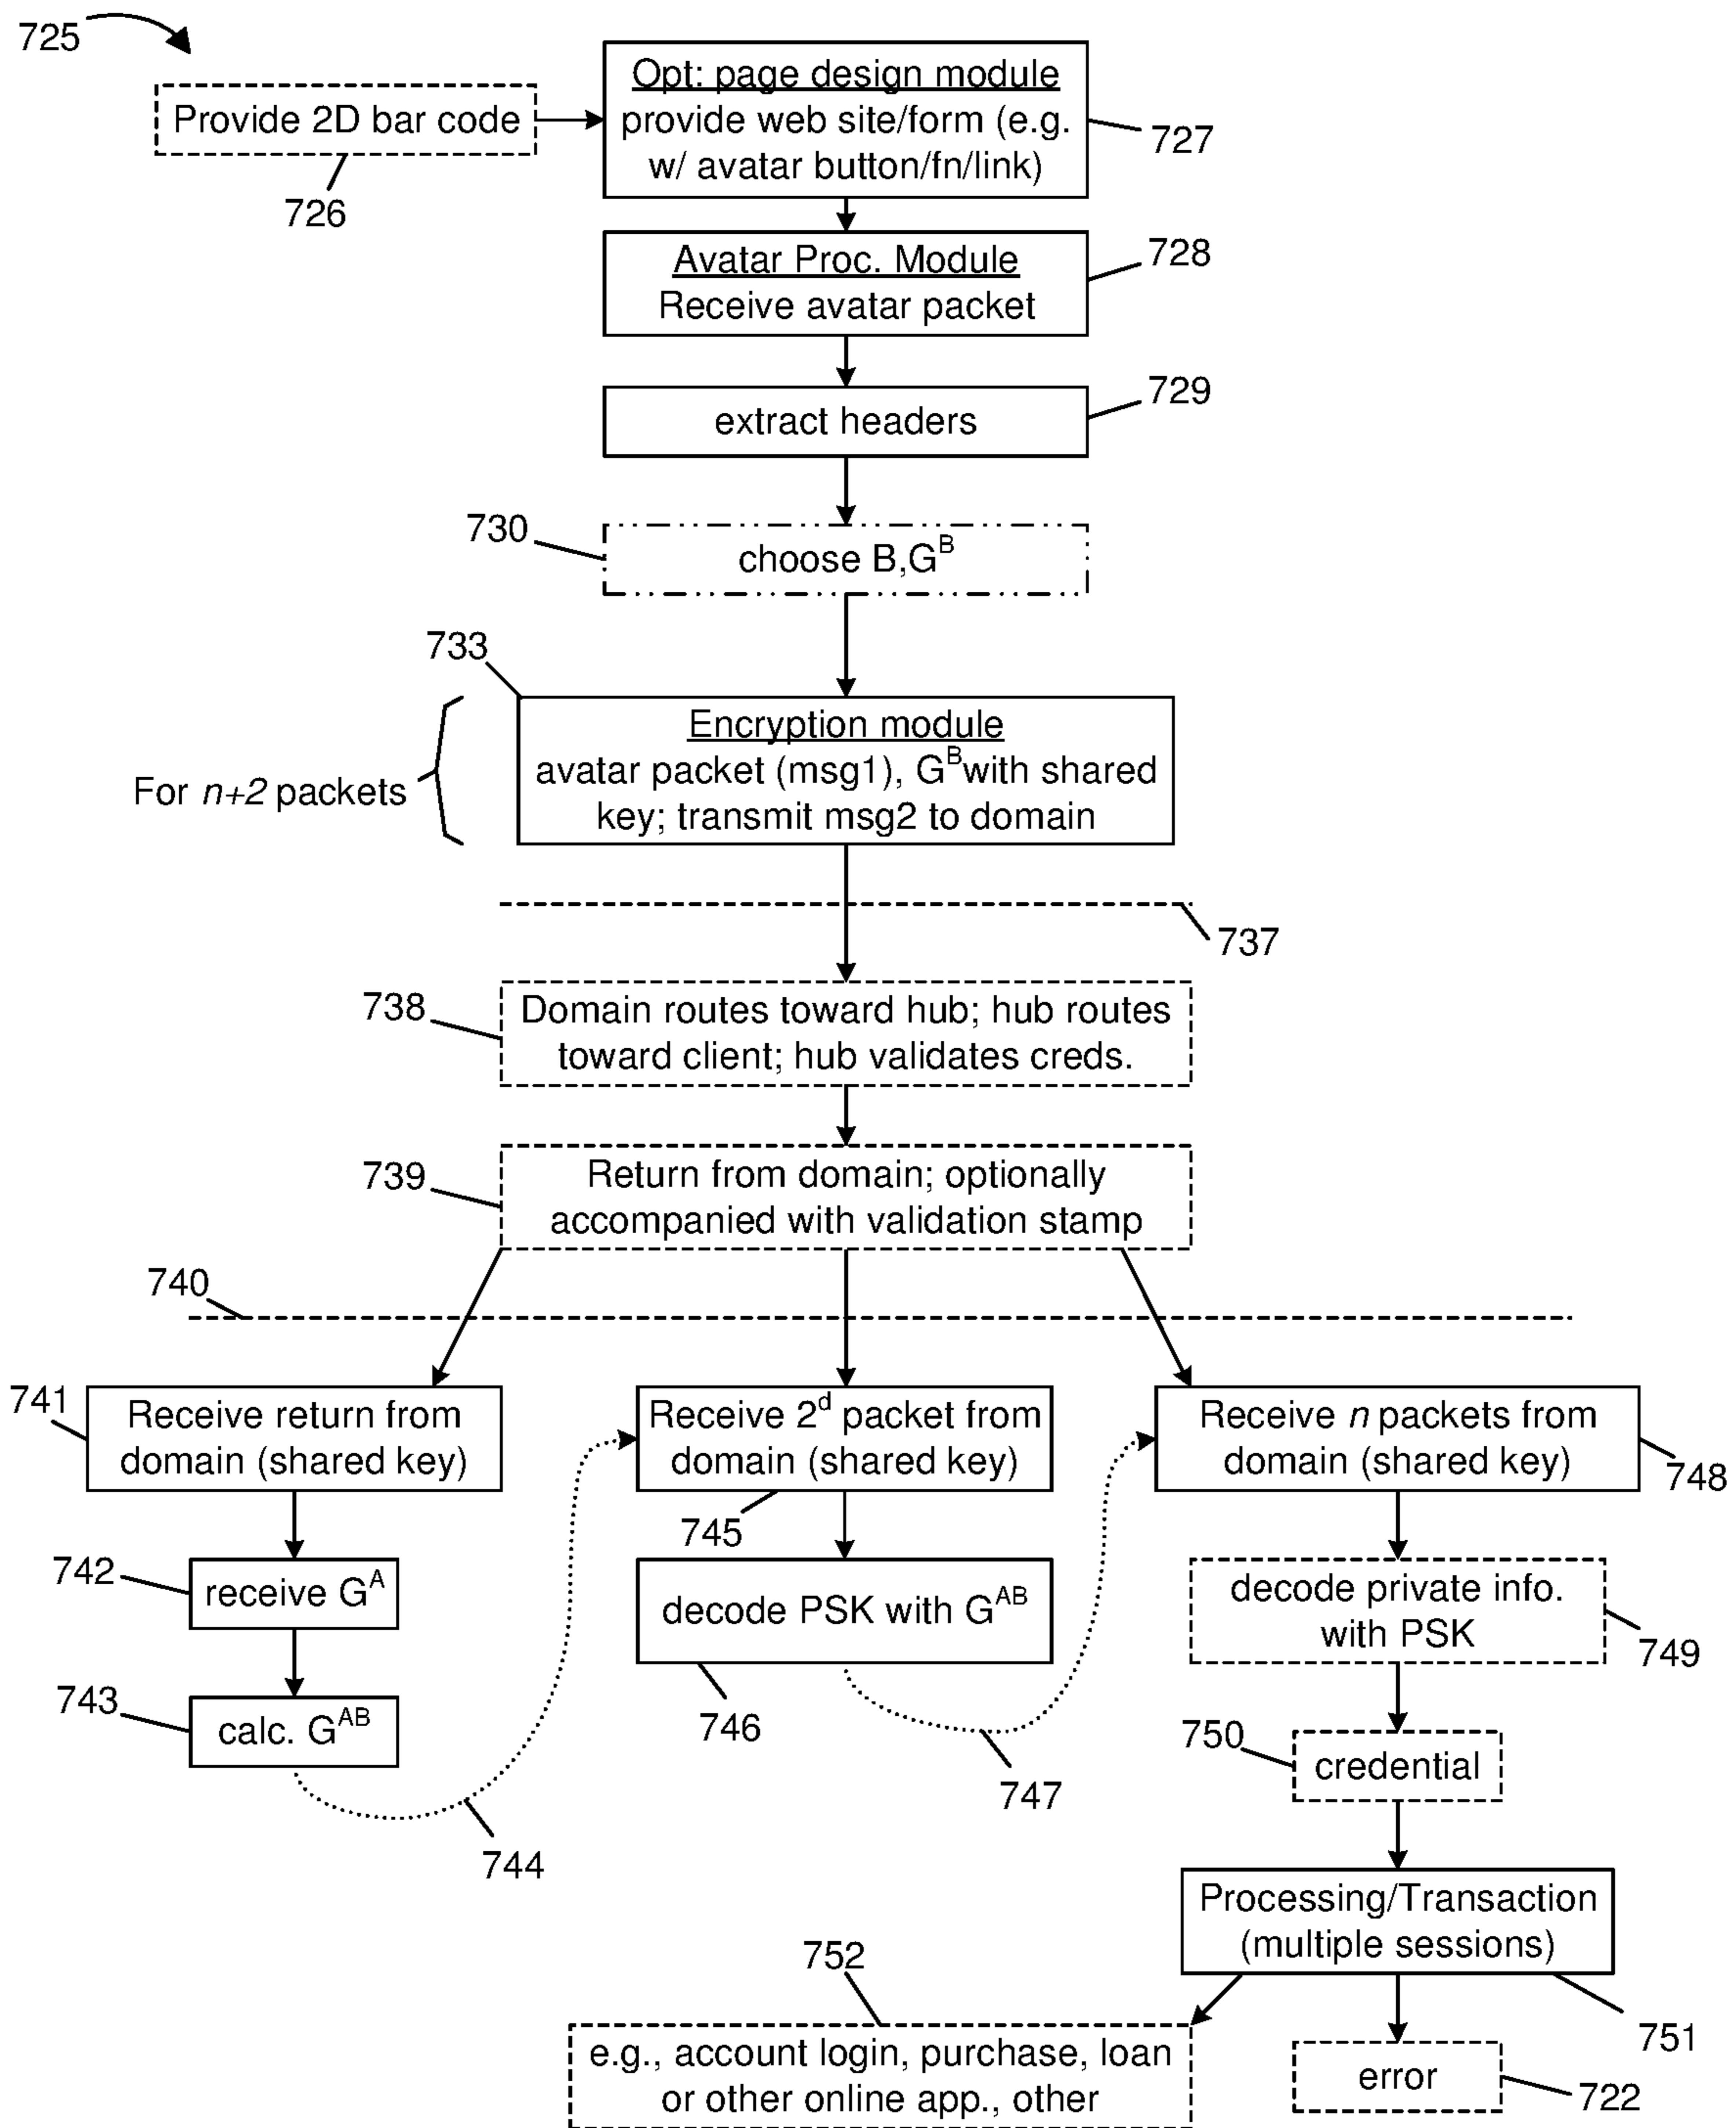 725
Provide 2D bar code
726
Opt: page design module
provide web site/form (e.g.
w/ avatar button/fn/link)
727
Avatar Proc. Module
Receive avatar packet
728
extract headers
729
730
choose B,G^B
733
For n+2 packets
Encryption module
avatar packet (msg1), G^B with shared
key; transmit msg2 to domain
737
738
Domain routes toward hub; hub routes
toward client; hub validates creds.
739
Return from domain; optionally
accompanied with validation stamp
740
741
Receive return from
domain (shared key)
742
receive G^A
743
calc. G^AB
744
Receive 2^d packet from
domain (shared key)
745
decode PSK with G^AB
746
747
Receive n packets from
domain (shared key)
748
decode private info.
with PSK
749
750
credential
Processing/Transaction
(multiple sessions)
751
752
e.g., account login, purchase, loan
or other online app., other
error
722